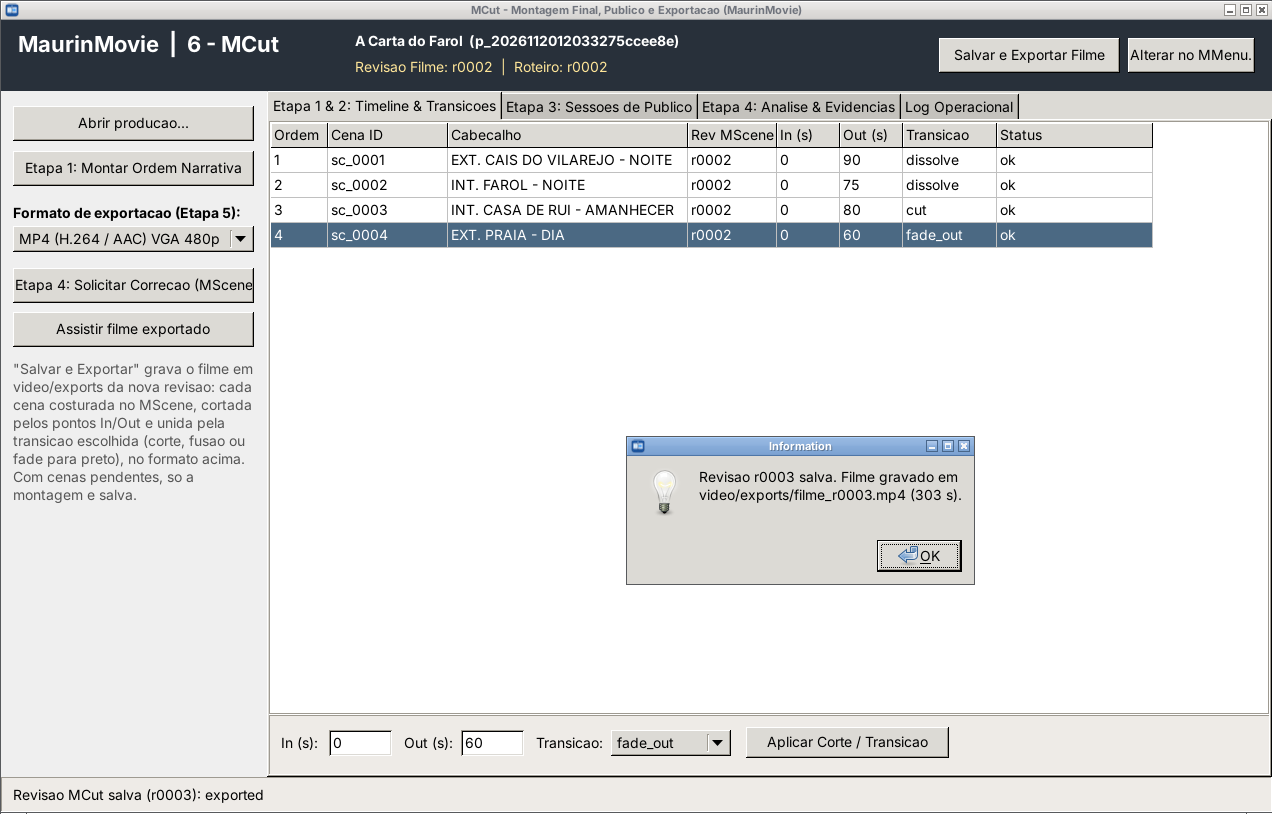 MCut - Montagem Final, Publico e Exportacao (MaurinMovie)
MaurinMovie | 6 - MCut
A Carta do Farol (p_2026112012033275ccee8e)
Revisao Filme: r0002 | Roteiro: r0002
Salvar e Exportar Filme
Alterar no MMenu.
Abrir producao...
Etapa 1: Montar Ordem Narrativa
Formato de exportacao (Etapa 5):
MP4 (H.264 / AAC) VGA 480p
Etapa 4: Solicitar Correcao (MScene
Assistir filme exportado
"Salvar e Exportar" grava o filme em
video/exports da nova revisao: cada
cena costurada no MScene, cortada
pelos pontos In/Out e unida pela
transicao escolhida (corte, fusao ou
fade para preto), no formato acima.
Com cenas pendentes, so a
montagem e salva.
Etapa 1 & 2: Timeline & Transicoes Etapa 3: Sessoes de Publico Etapa 4: Analise & Evidencias Log Operacional
Ordem Cena ID Cabecalho Rev MScene In (s) Out (s) Transicao Status
1 sc_0001 EXT. CAIS DO VILAREJO - NOITE r0002 0 90 dissolve ok
2 sc_0002 INT. FAROL - NOITE r0002 0 75 dissolve ok
3 sc_0003 INT. CASA DE RUI - AMANHECER r0002 0 80 cut ok
4 sc_0004 EXT. PRAIA - DIA r0002 0 60 fade_out ok
Information
Revisao r0003 salva. Filme gravado em
video/exports/filme_r0003.mp4 (303 s).
OK
In (s): 0 Out (s): 60 Transicao: fade_out Aplicar Corte / Transicao
Revisao MCut salva (r0003): exported